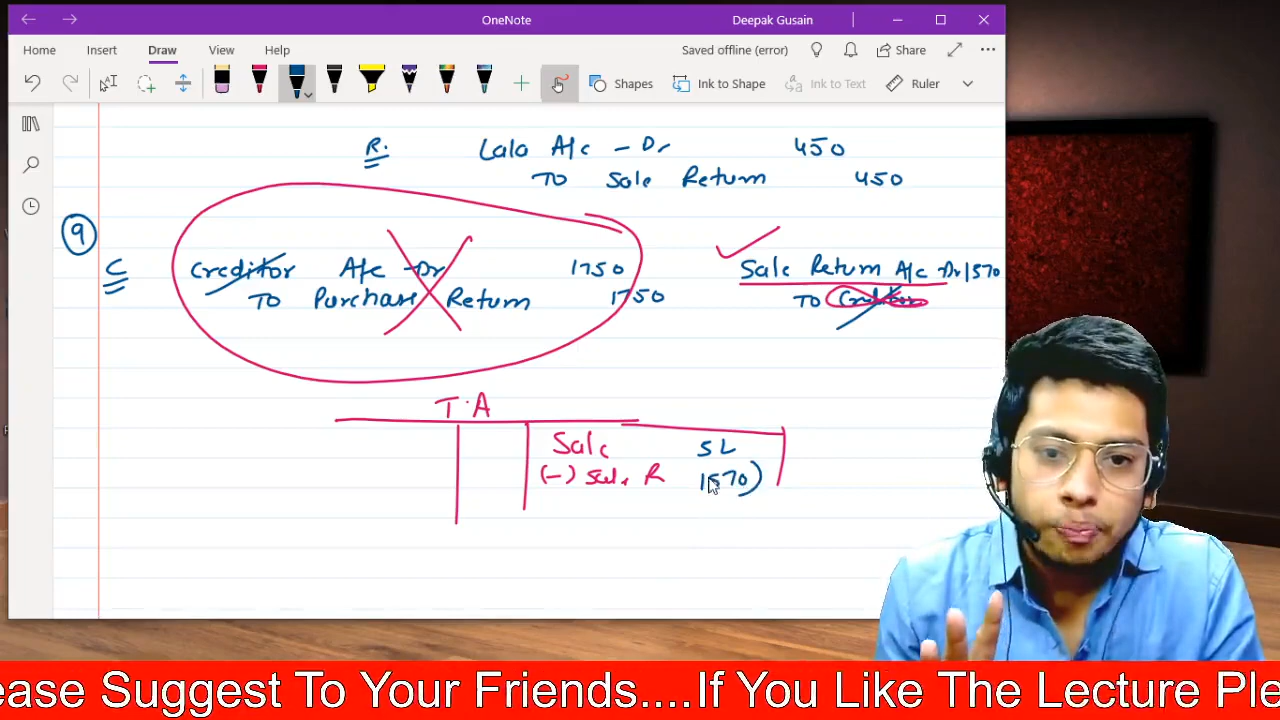 OneNote
Deepak Gusain
Home Insert Draw View Help
Saved offline (error)
Share
Shapes
Ink to Shape
Ink to Text
Ruler
R. Lala A/c - Dr 450
To Sale Return 450
9
C Creditor A/c - Dr 1750
To Purchase Return 1750
Sale Return A/c - Dr 1570
To Creditor
T.A
Sale 5L
(-) Sale R 1570)
ease Suggest To Your Friends....If You Like The Lecture Ple